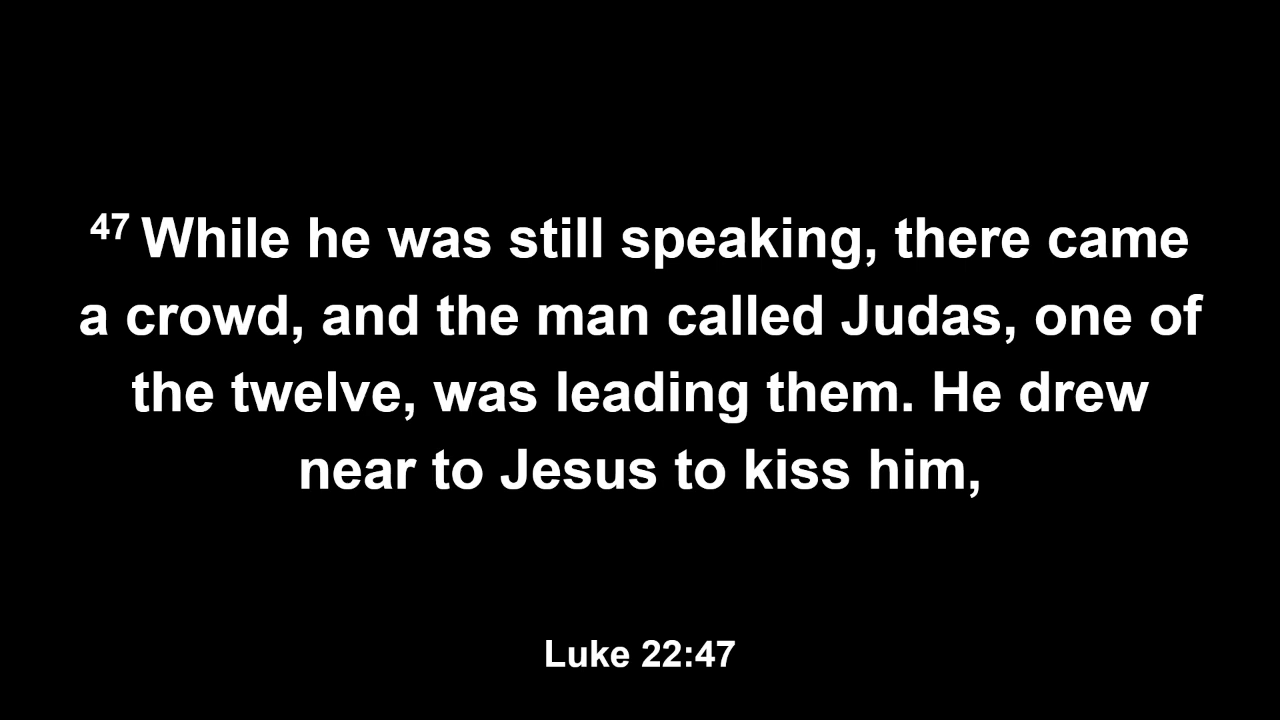 47 While he was still speaking, there came
a crowd, and the man called Judas, one of
the twelve, was leading them. He drew
near to Jesus to kiss him,
Luke 22:47